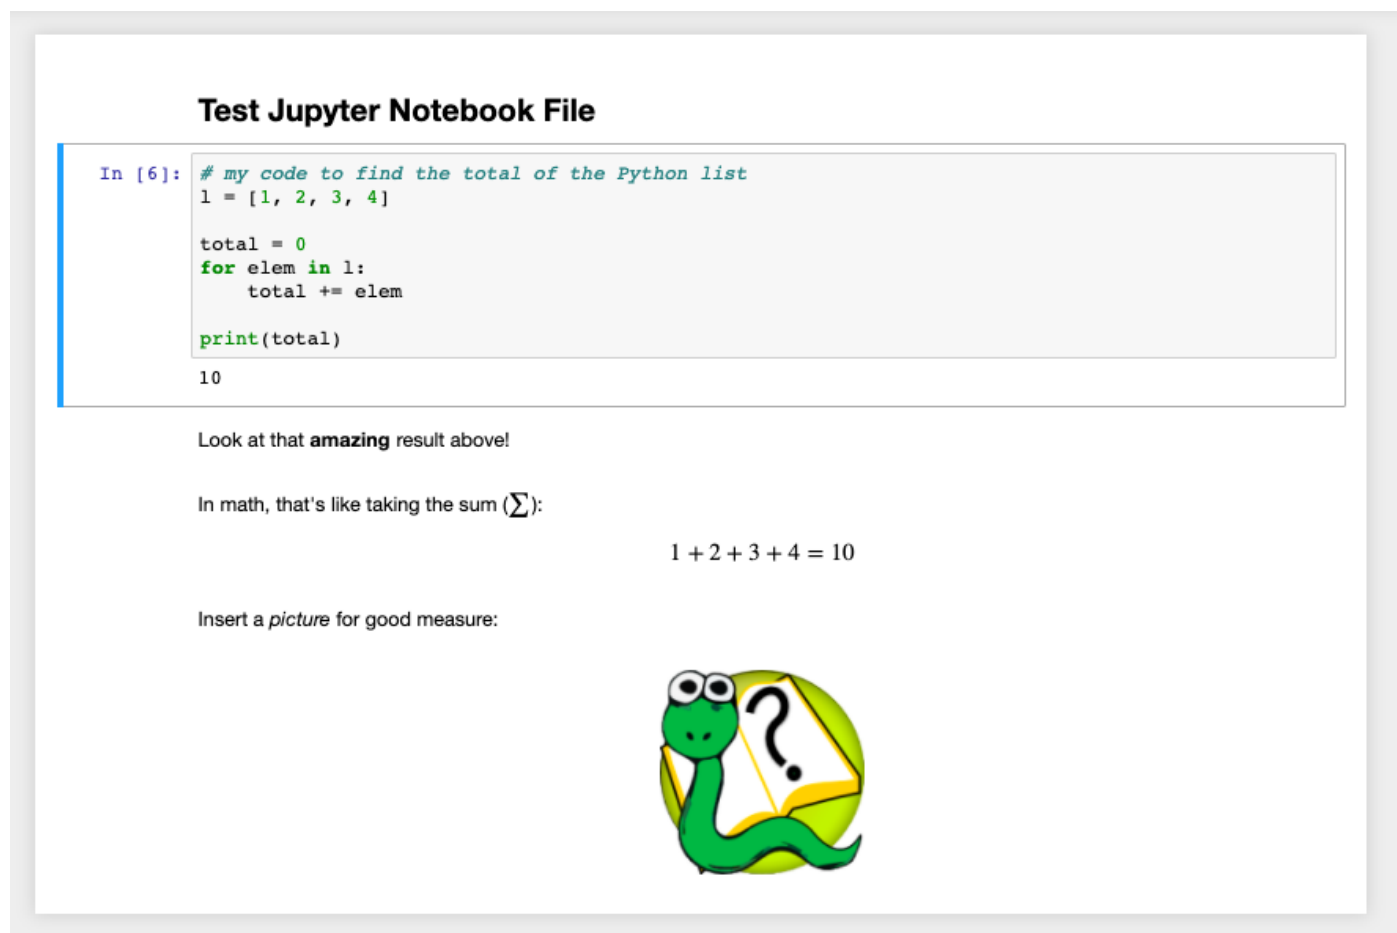 Test Jupyter Notebook File
In [6]: # my code to find the total of the Python list
l = [1, 2, 3, 4]
total = 0
for elem in l:
    total += elem
print(total)
10
Look at that amazing result above!
In math, that's like taking the sum (∑):
1 + 2 + 3 + 4 = 10
Insert a picture for good measure:
?